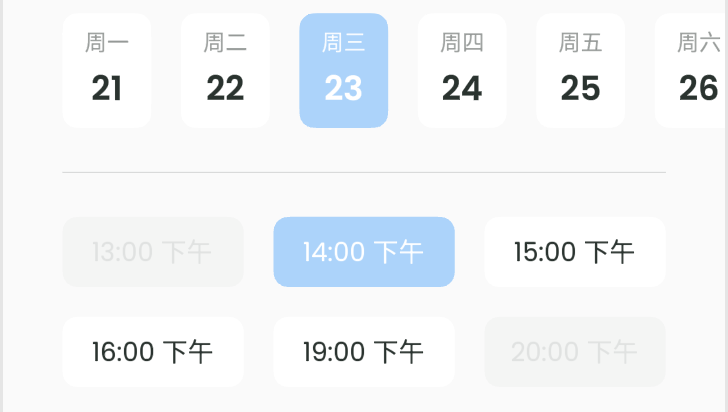 周一 周二 周三 周四 周五 周六
21 22 23 24 25 26
13:00 下午 14:00 下午 15:00 下午
16:00 下午 19:00 下午 20:00 下午